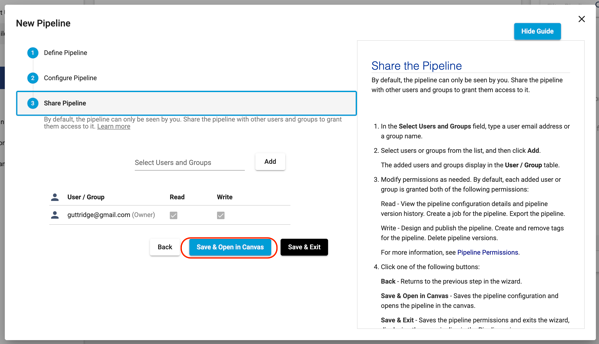 New Pipeline
Hide Guide
1 Define Pipeline
2 Configure Pipeline
3 Share Pipeline
By default, the pipeline can only be seen by you. Share the pipeline with other users and groups to grant
them access to it. Learn more
Select Users and Groups
Add
User / Group Read Write
guttridge@gmail.com (Owner)
Back
Save & Open in Canvas
Save & Exit
Share the Pipeline
By default, the pipeline can only be seen by you. Share the pipeline
with other users and groups to grant them access to it.
1. In the Select Users and Groups field, type a user email address or
a group name.
2. Select users or groups from the list, and then click Add.
The added users and groups display in the User / Group table.
3. Modify permissions as needed. By default, each added user or
group is granted both of the following permissions:
Read - View the pipeline configuration details and pipeline
version history. Create a job for the pipeline. Export the pipeline.
Write - Design and publish the pipeline. Create and remove tags
for the pipeline. Delete pipeline versions.
For more information, see Pipeline Permissions.
4. Click one of the following buttons:
Back - Returns to the previous step in the wizard.
Save & Open in Canvas - Saves the pipeline configuration and
opens the pipeline in the canvas.
Save & Exit - Saves the pipeline permissions and exits the wizard,